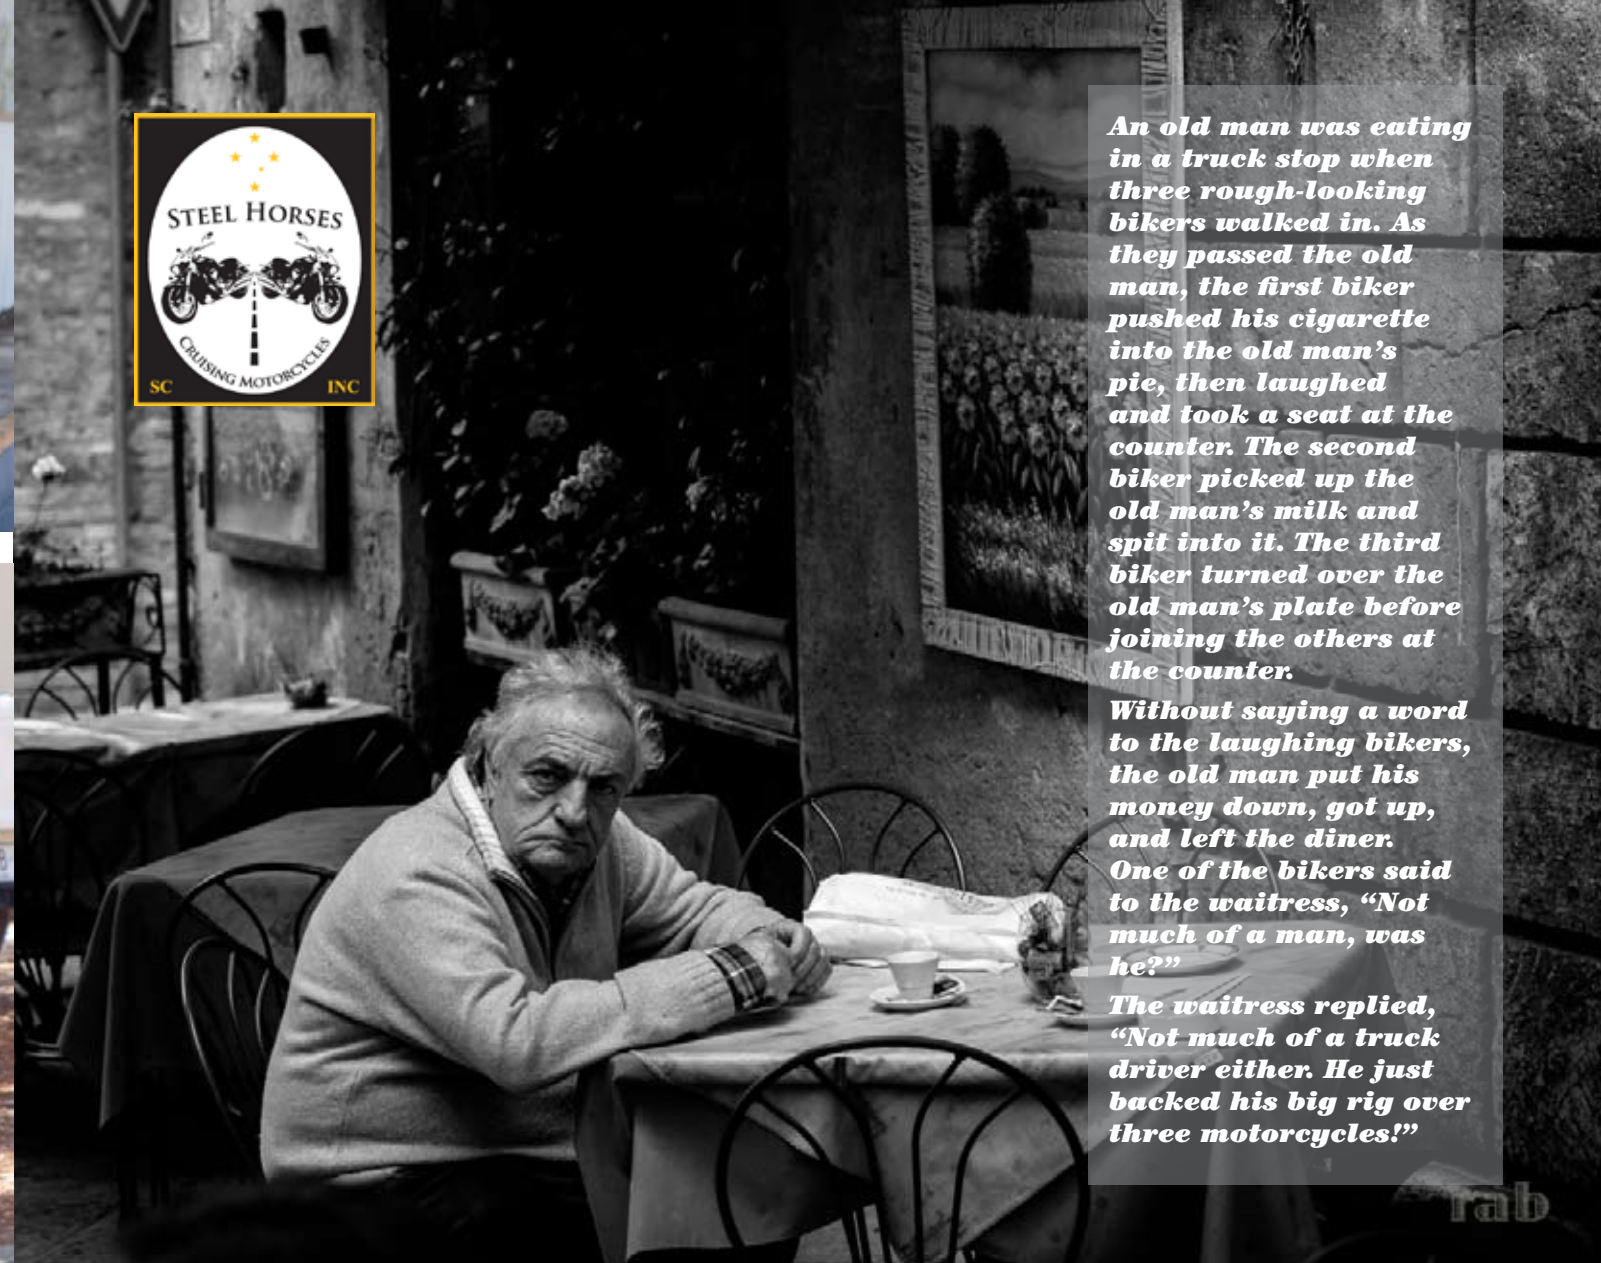 STEEL HORSES
CRUISING MOTORCYCLES
SC INC
An old man was eating
in a truck stop when
three rough-looking
bikers walked in. As
they passed the old
man, the first biker
pushed his cigarette
into the old man’s
pie, then laughed
and took a seat at the
counter. The second
biker picked up the
old man’s milk and
spit into it. The third
biker turned over the
old man’s plate before
joining the others at
the counter.
Without saying a word
to the laughing bikers,
the old man put his
money down, got up,
and left the diner.
One of the bikers said
to the waitress, “Not
much of a man, was
he?”
The waitress replied,
“Not much of a truck
driver either. He just
backed his big rig over
three motorcycles!”
rab